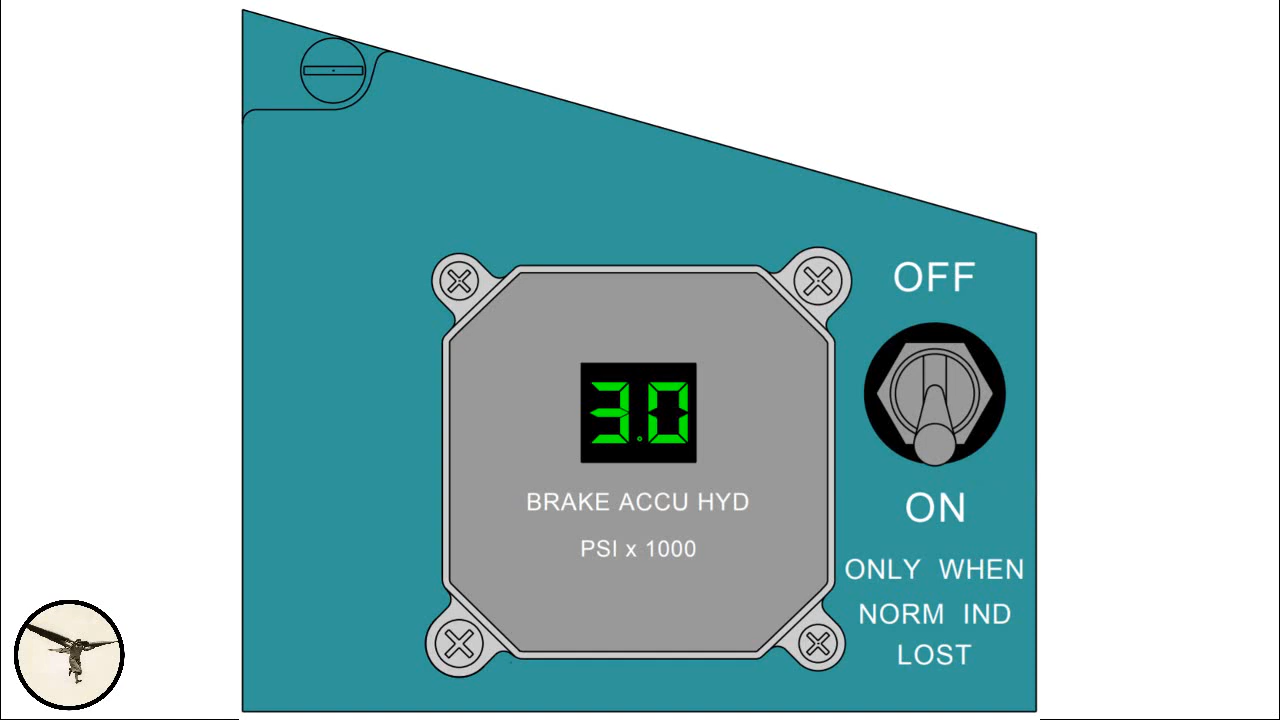 OFF
3.0
BRAKE ACCU HYD
PSI x 1000
ON
ONLY WHEN
NORM IND
LOST